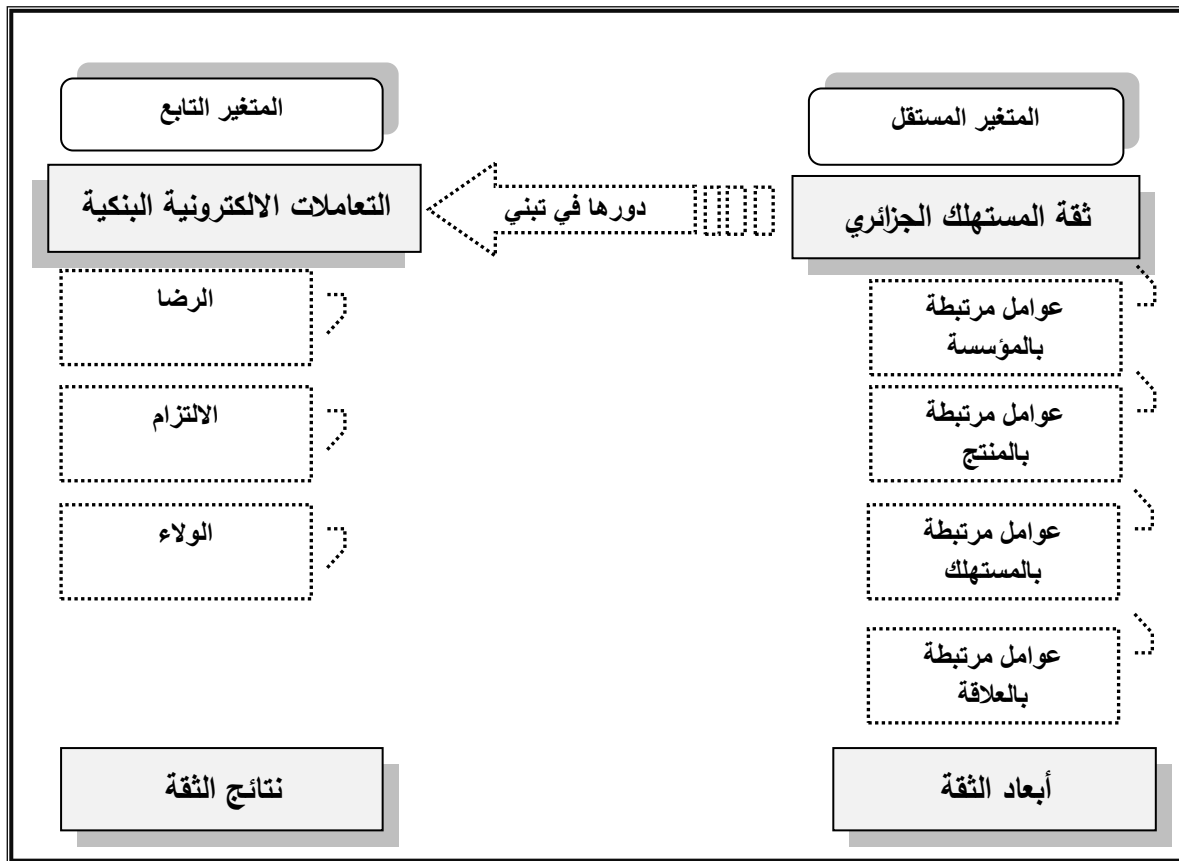 المتغير المستقل
المتغير التابع
ثقة المستهلك الجزائري
دورها في تبني
التعاملات الالكترونية البنكية
عوامل مرتبطة
بالمؤسسة
عوامل مرتبطة
بالمنتج
عوامل مرتبطة
بالمستهلك
عوامل مرتبطة
بالعلاقة
الرضا
الالتزام
الولاء
أبعاد الثقة
نتائج الثقة